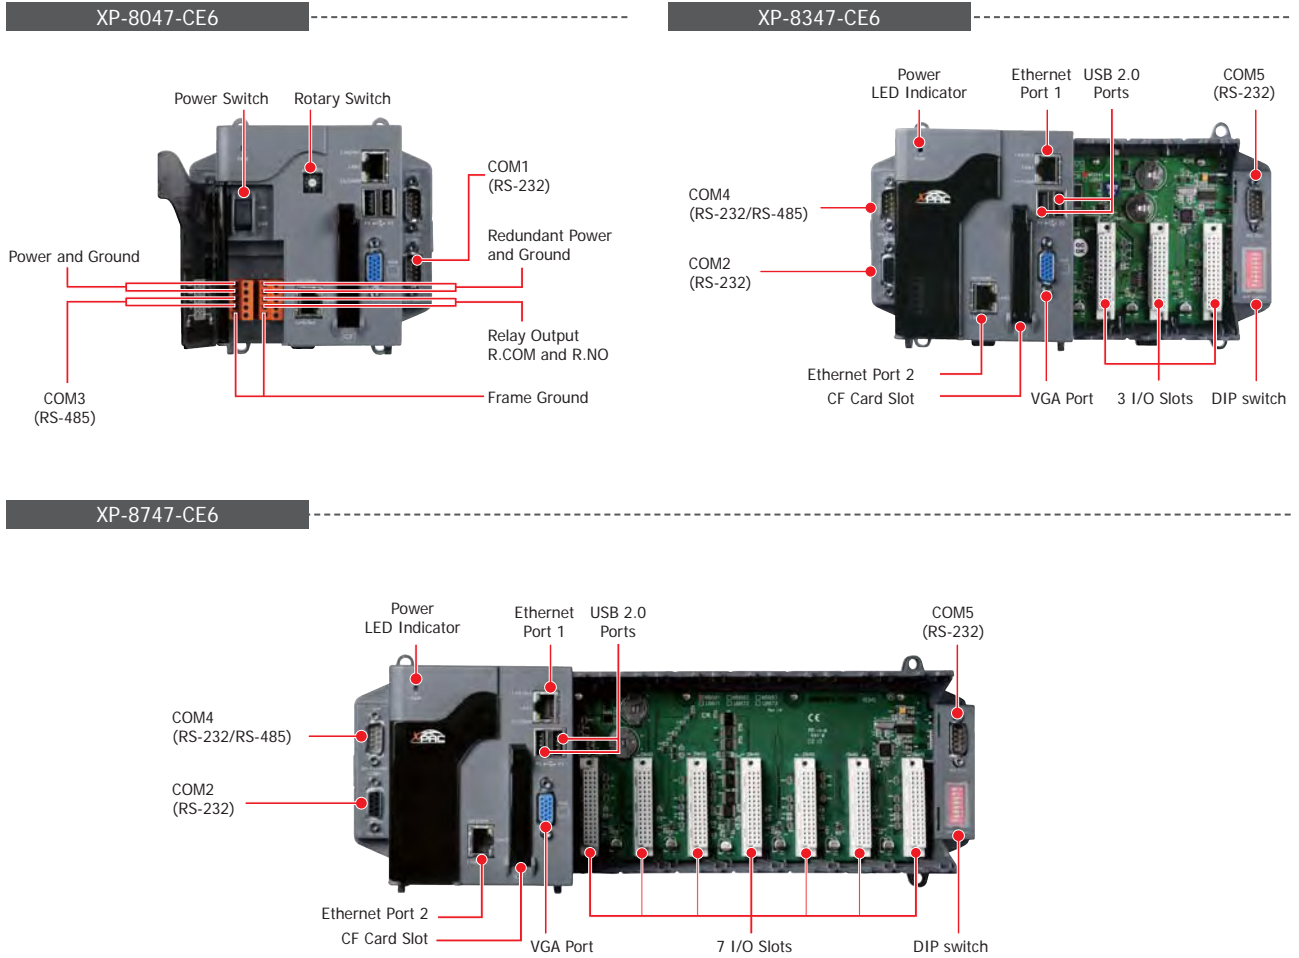 XP-8047-CE6
XP-8347-CE6
Power Switch
Rotary Switch
COM1
(RS-232)
Redundant Power
and Ground
Power and Ground
Relay Output
R.COM and R.NO
COM3
(RS-485)
Frame Ground
Power
LED Indicator
Ethernet
Port 1
USB 2.0
Ports
COM5
(RS-232)
COM4
(RS-232/RS-485)
COM2
(RS-232)
XPAC
Ethernet Port 2
CF Card Slot
VGA Port
3 I/O Slots
DIP switch
XP-8747-CE6
Power
LED Indicator
Ethernet
Port 1
USB 2.0
Ports
COM5
(RS-232)
COM4
(RS-232/RS-485)
COM2
(RS-232)
XPAC
CE
Ethernet Port 2
CF Card Slot
VGA Port
7 I/O Slots
DIP switch